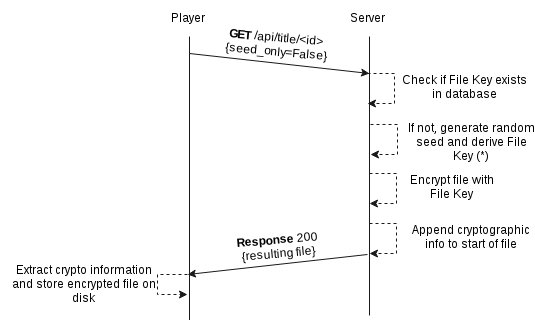 Player
Server
GET /api/title/<id>
{seed_only=False}
Check if File Key exists
in database
If not, generate random
seed and derive File
Key (*)
Encrypt file with
File Key
Append cryptographic
info to start of file
Response 200
{resulting file}
Extract crypto information
and store encrypted file on
disk